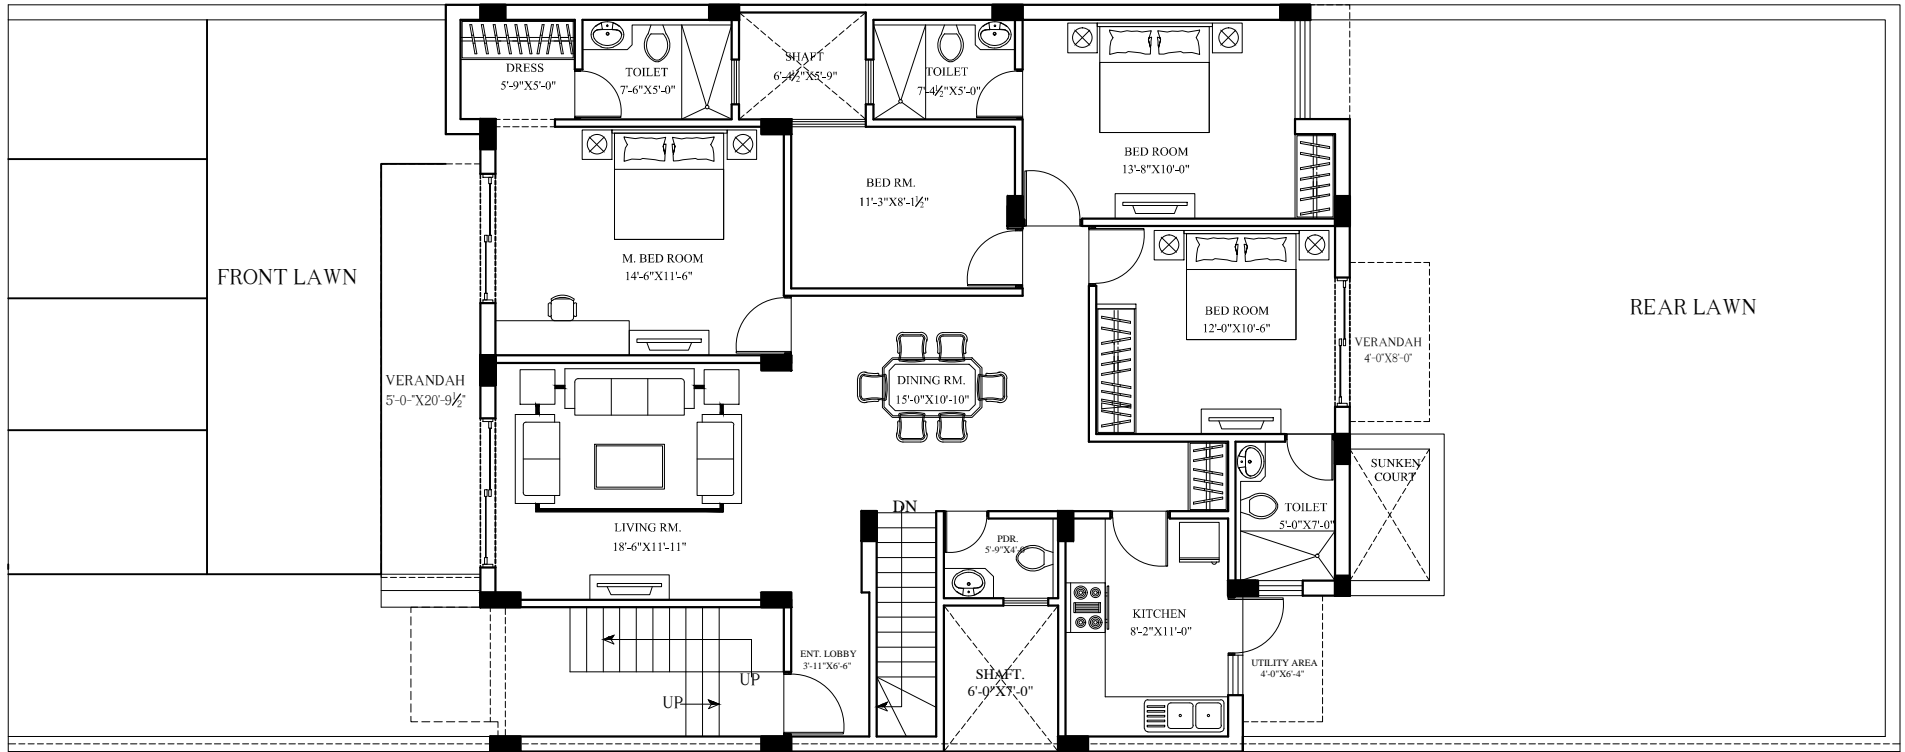 DRESS
5'-9"X5'-0"
TOILET
7'-6"X5'-0"
SHAFT
6'-4½"X5'-9"
TOILET
7'-4½"X5'-0"
BED ROOM
13'-8"X10'-0"
BED RM.
11'-3"X8'-1½"
M. BED ROOM
14'-6"X11'-6"
FRONT LAWN
BED ROOM
12'-0"X10'-6"
REAR LAWN
VERANDAH
4'-0"X8'-0"
VERANDAH
5'-0-"X20'-9½"
DINING RM.
15'-0"X10'-10"
SUNKEN
COURT
DN
TOILET
5'-0"X7'-0"
LIVING RM.
18'-6"X11'-11"
PDR.
5'-9"X4'-0"
KITCHEN
8'-2"X11'-0"
ENT. LOBBY
3'-11"X6'-6"
UTILITY AREA
4'-0"X6'-4"
SHAFT.
6'-0"X7'-0"
UP
UP